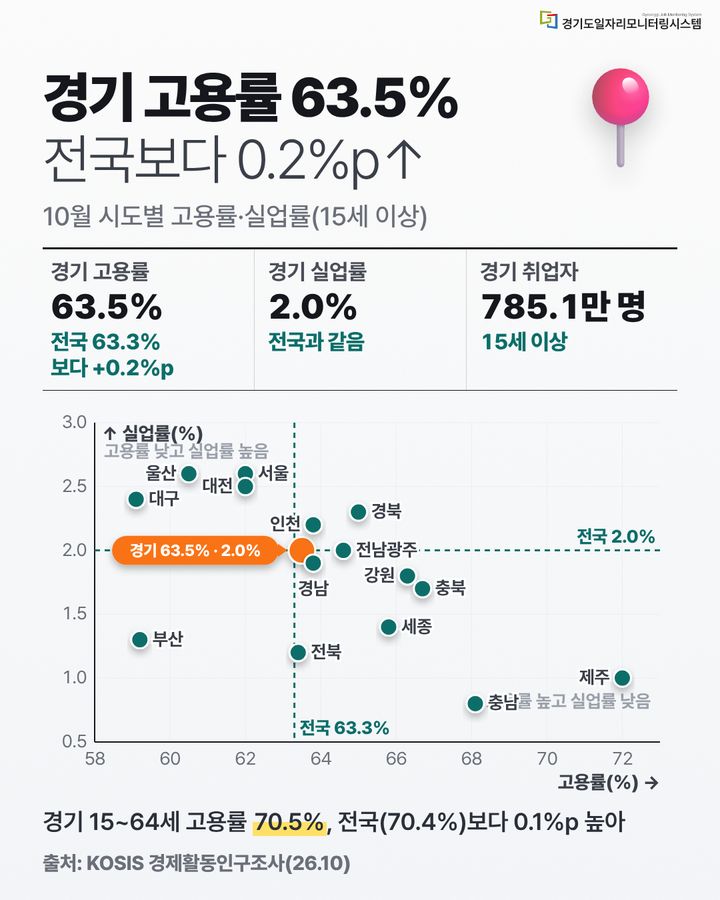 경기도일자리모니터링시스템
경기 고용률 63.5%
전국보다 0.2%p↑
10월 시도별 고용률·실업률(15세 이상)
경기 고용률
63.5%
전국 63.3%
보다 +0.2%p
경기 실업률
2.0%
전국과 같음
경기 취업자
785.1만 명
15세 이상
3.0
↑ 실업률(%)
고용률 낮고 실업률 높음
울산
서울
대전
2.5
대구
경북
인천
전국 2.0%
2.0
경기 63.5% · 2.0%
전남광주
경남
강원
충북
1.5
세종
부산
전북
1.0
제주
충남
률 높고 실업률 낮음
전국 63.3%
0.5
58 60 62 64 66 68 70 72
고용률(%) →
경기 15~64세 고용률 70.5%, 전국(70.4%)보다 0.1%p 높아
출처: KOSIS 경제활동인구조사(26.10)